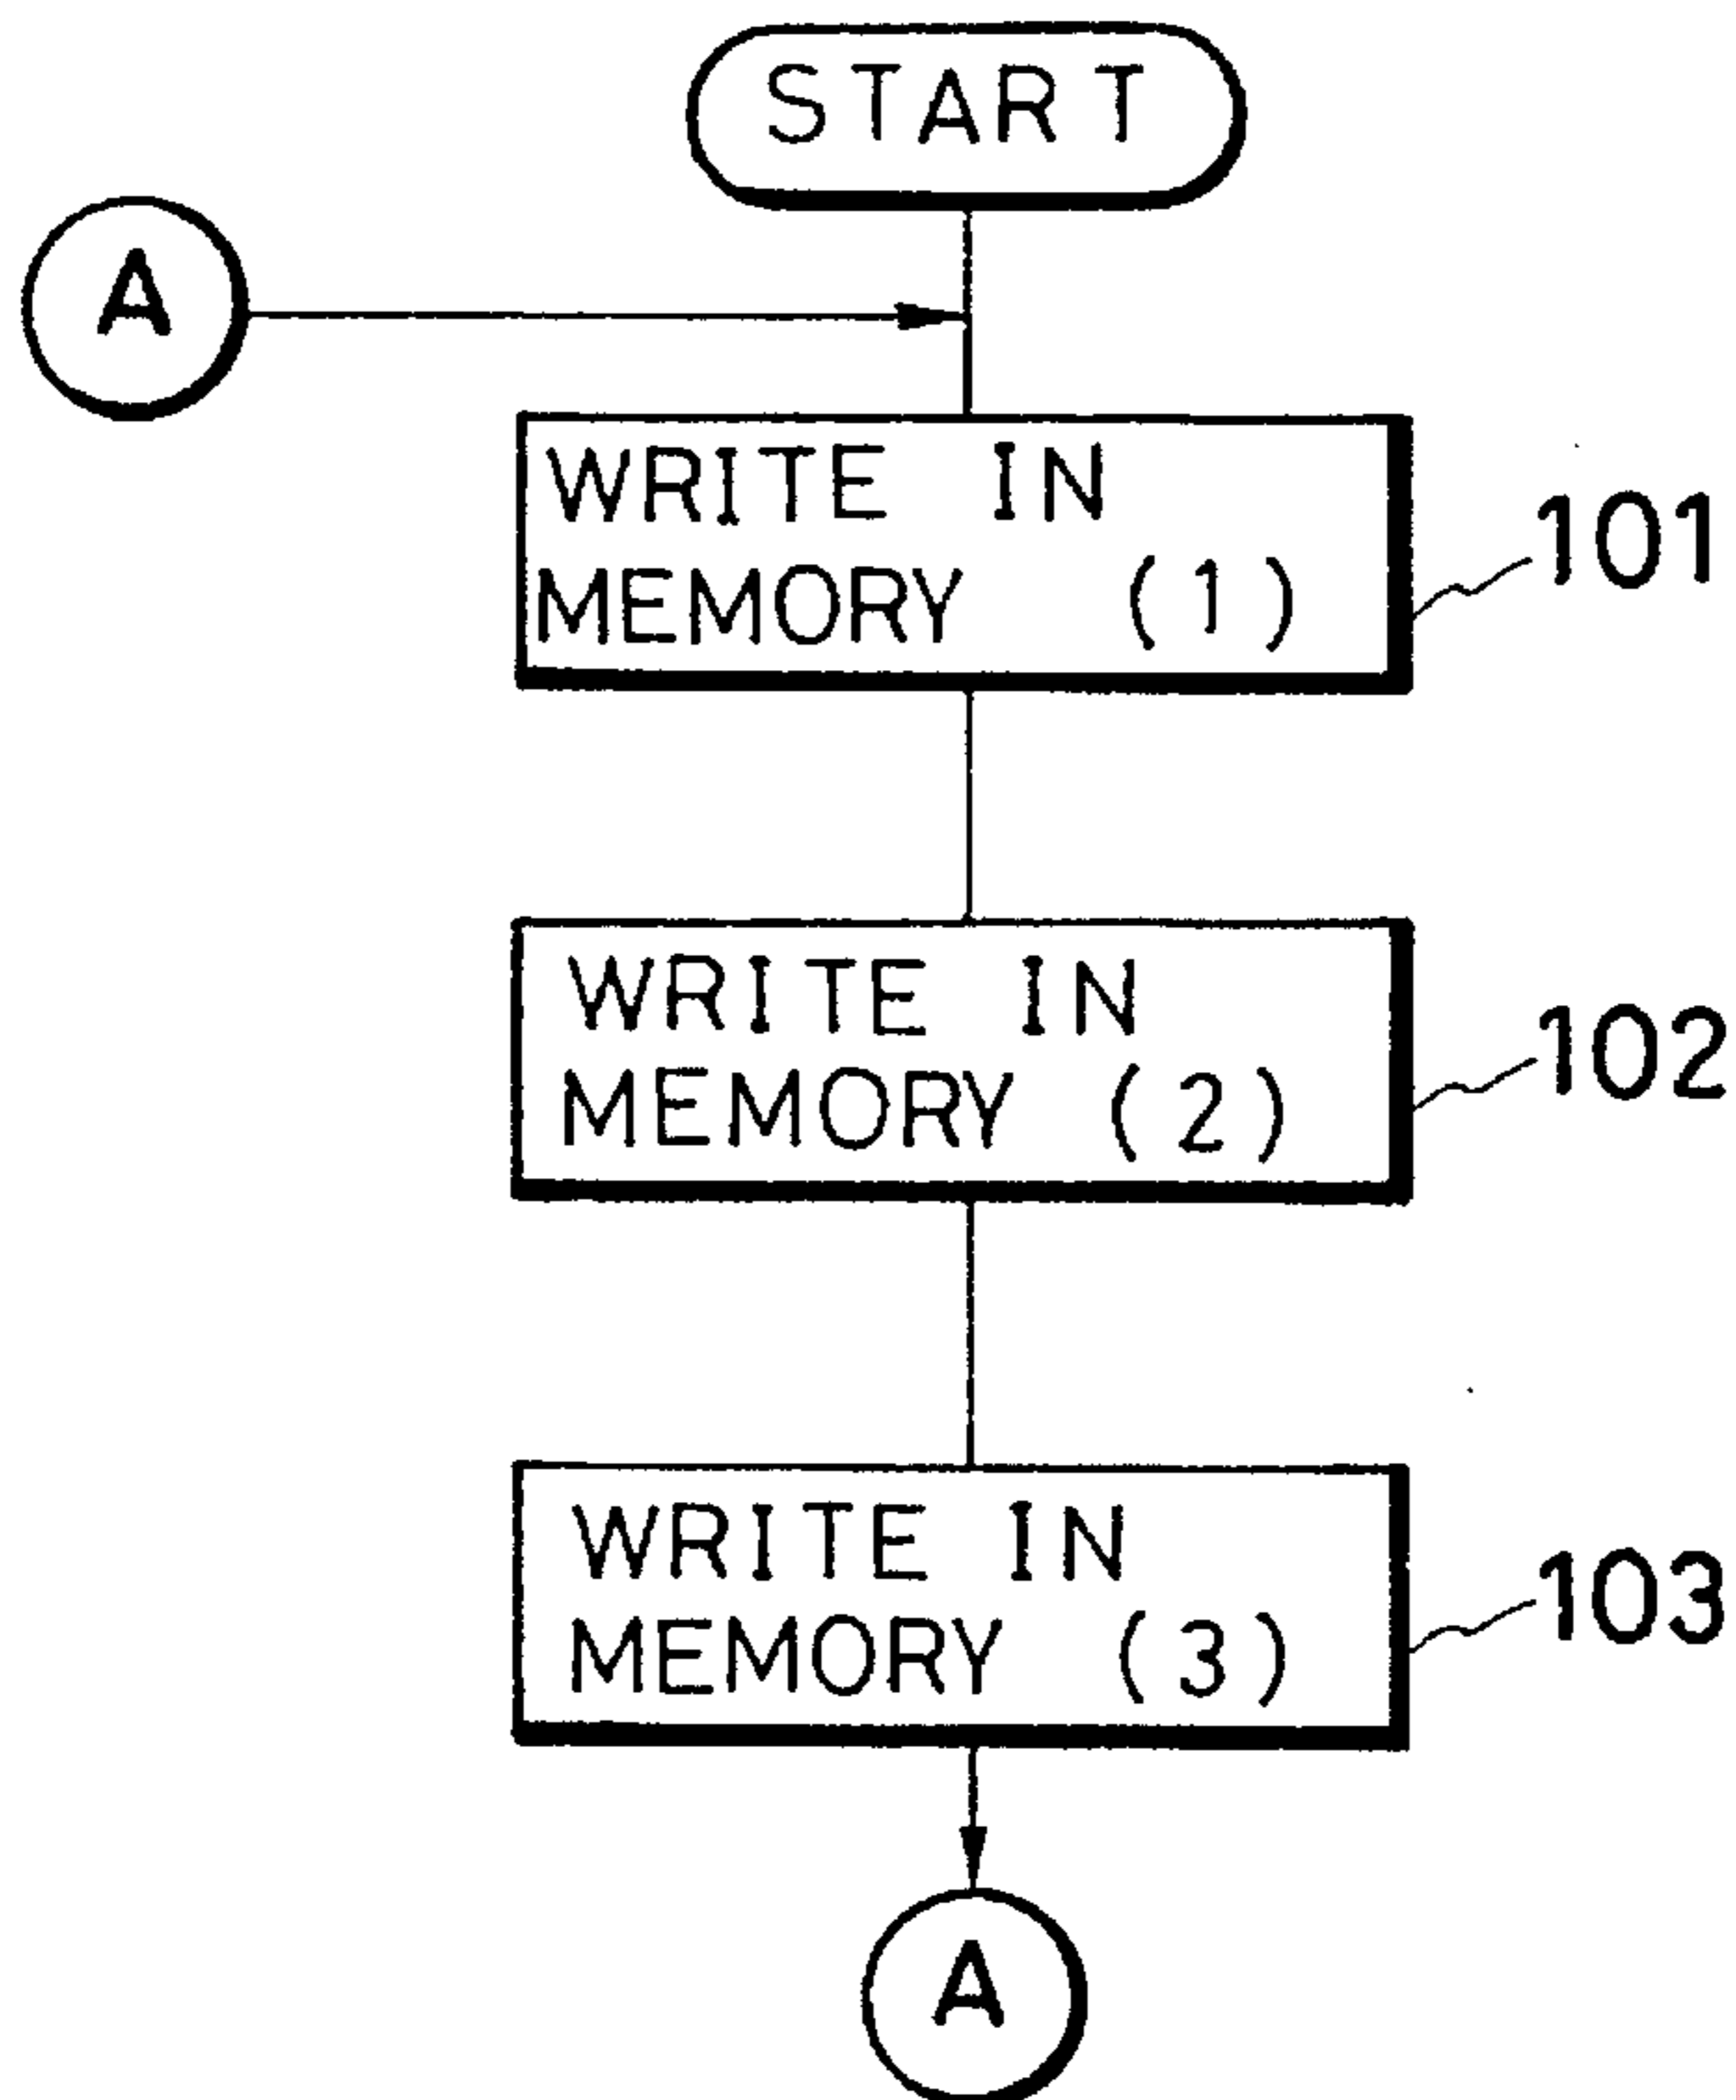 START
A
WRITE IN
MEMORY (1)
101
WRITE IN
MEMORY (2)
102
WRITE IN
MEMORY (3)
103
A